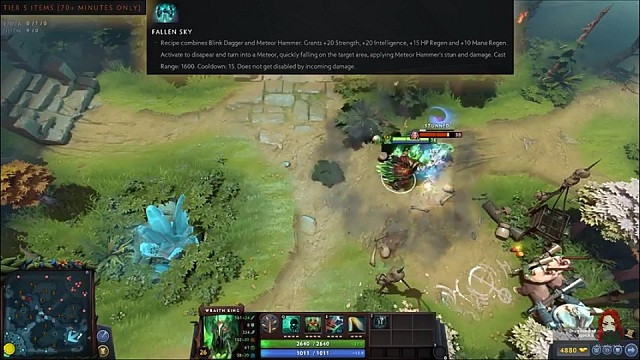 TIER 5 ITEMS [70+ MINUTES ONLY]
FALLEN SKY
Recipe combines Blink Dagger and Meteor Hammer. Grants +20 Strength, +20 Intelligence, +15 HP Regen and +10 Mana Regen.
Activate to disappear and turn into a Meteor, quickly falling on the target area, applying Meteor Hammer's stun and damage. Cast
Range: 1600. Cooldown: 15. Does not get disabled by incoming damage.
STUNNED
WRAITH KING
26
2640 / 2640
1011 / 1011
4880